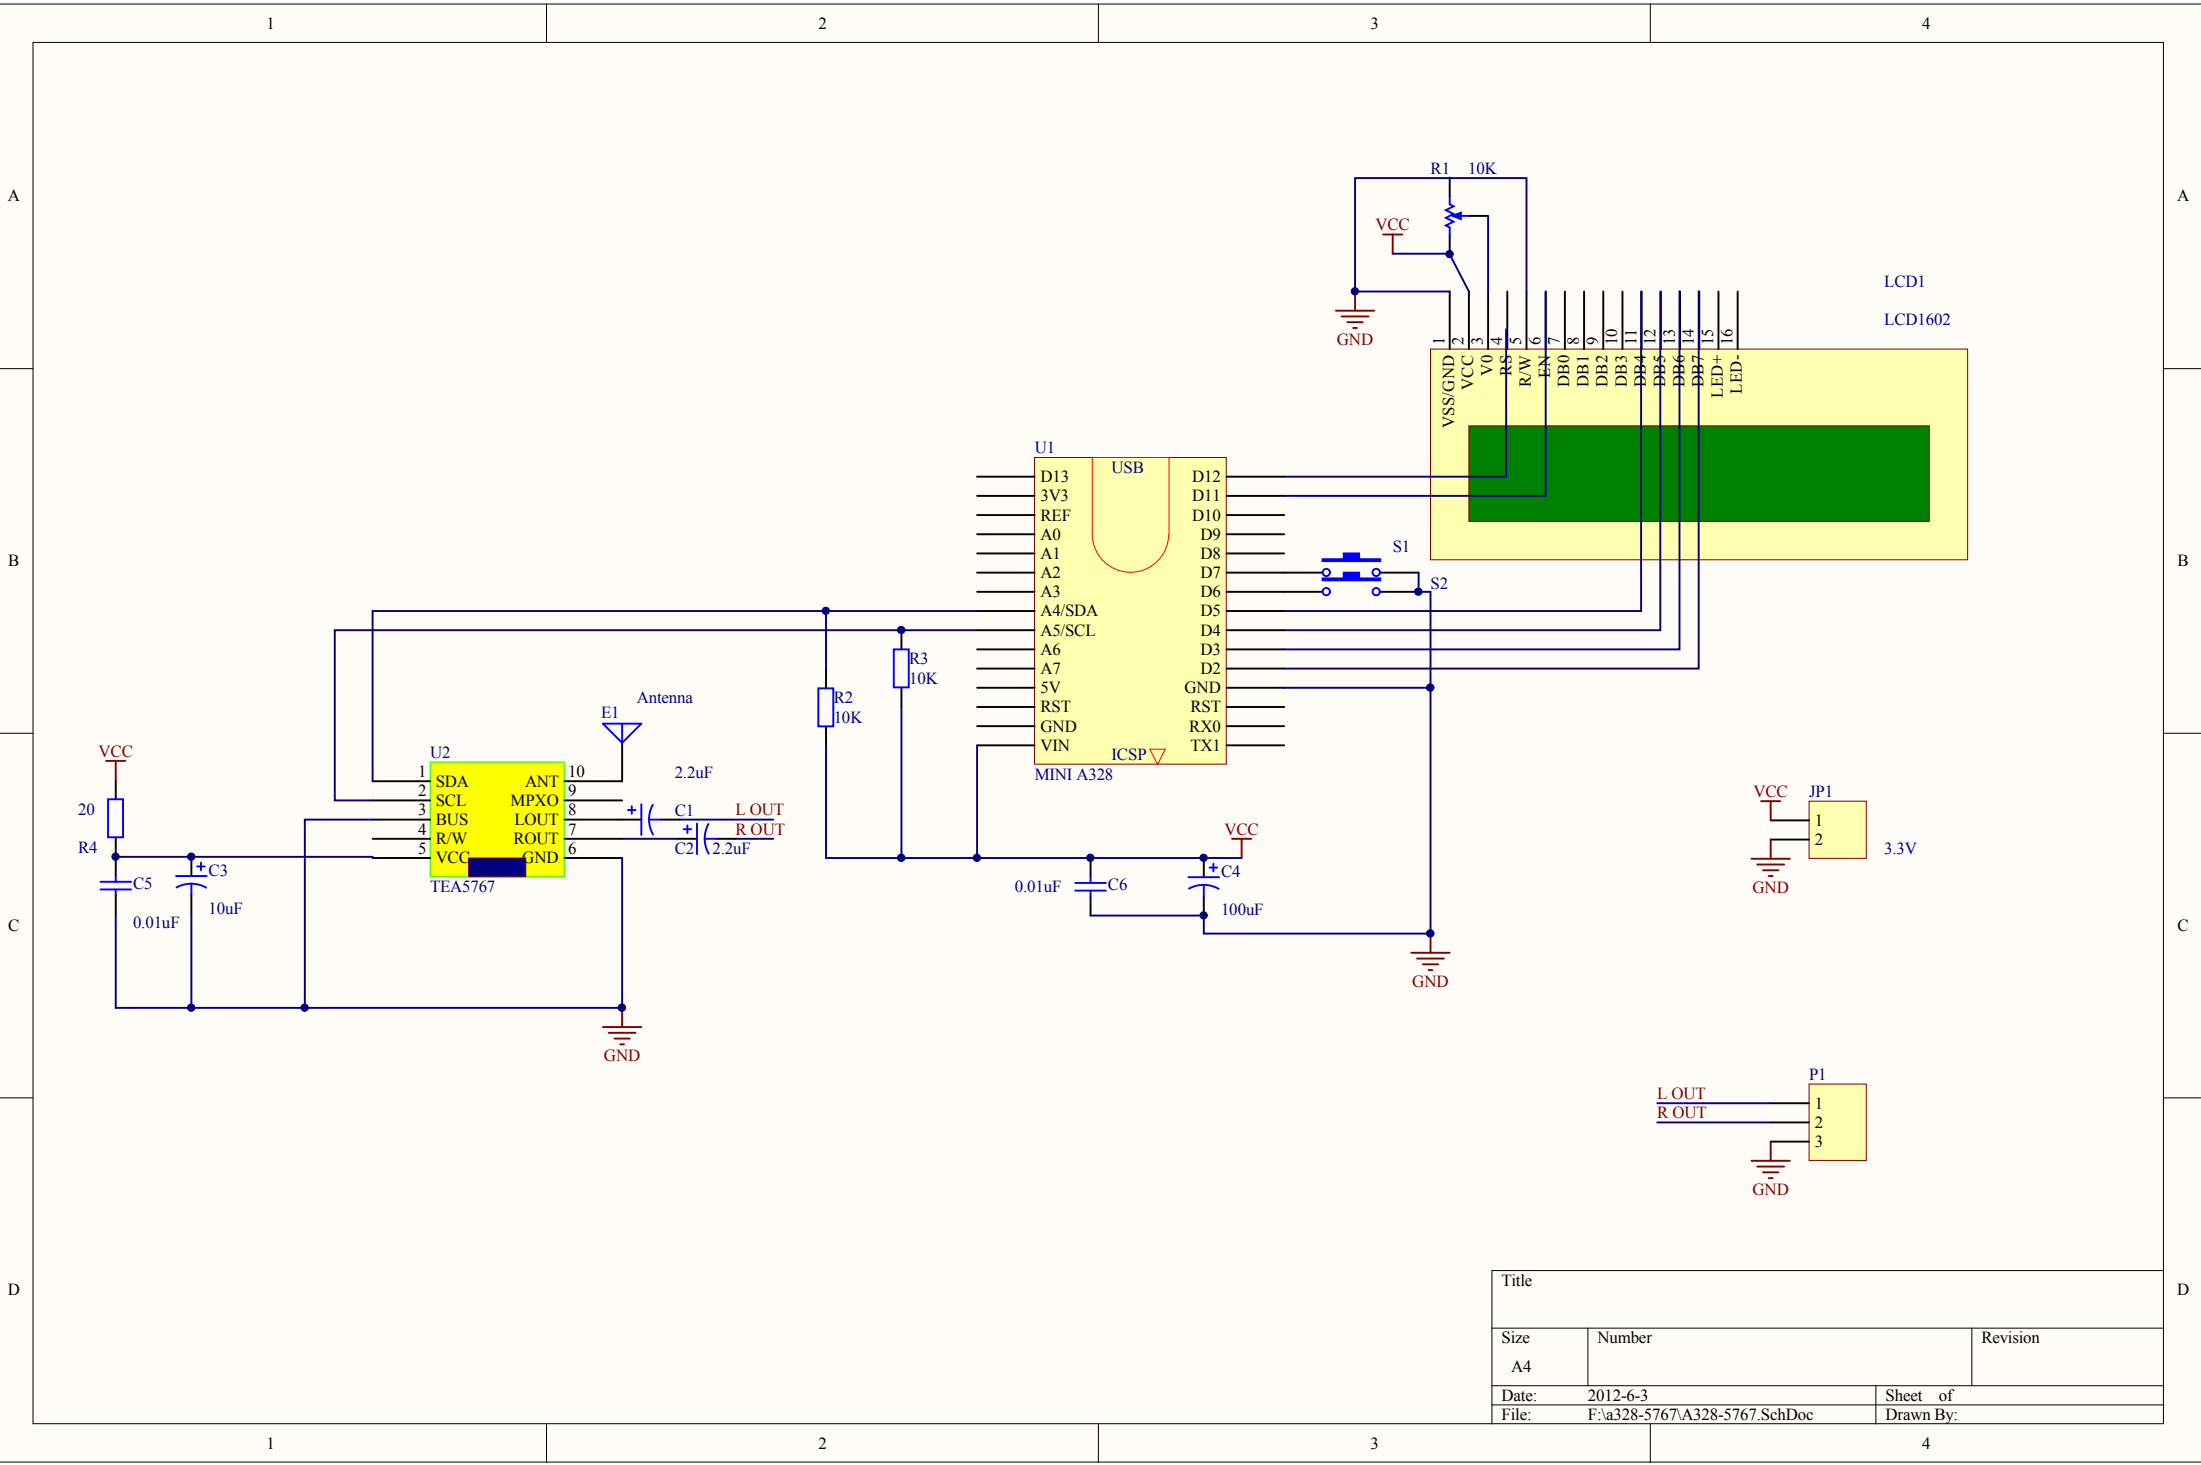 1 2 3 4
A A
R1 10K
VCC
GND
LCD1
LCD1602
1 2 3 4 5 6 7 8 9 10 11 12 13 14 15 16
VSS/GND VCC V0 RS R/W EN DB0 DB1 DB2 DB3 DB4 DB5 DB6 DB7 LED+ LED-
U1
USB
D13 D12
3V3 D11
REF D10
A0 D9
A1 D8
A2 D7
A3 D6
A4/SDA D5
A5/SCL D4
A6 D3
A7 D2
5V GND
RST RST
GND RX0
VIN TX1
ICSP
MINI A328
S1
S2
B B
R3
10K
R2
10K
Antenna
E1
VCC
20
R4
U2
1 SDA ANT 10
2 SCL MPXO 9
3 BUS LOUT 8
4 R/W ROUT 7
5 VCC GND 6
TEA5767
2.2uF
C1 L OUT
R OUT
C2 2.2uF
C5
0.01uF
C3
10uF
GND
VCC
0.01uF C6
C4
100uF
GND
VCC JP1
1
2
3.3V
GND
C C
P1
L OUT 1
R OUT 2
3
GND
D D
Title
Size Number Revision
A4
Date: 2012-6-3 Sheet of
File: F:\a328-5767\A328-5767.SchDoc Drawn By:
1 2 3 4